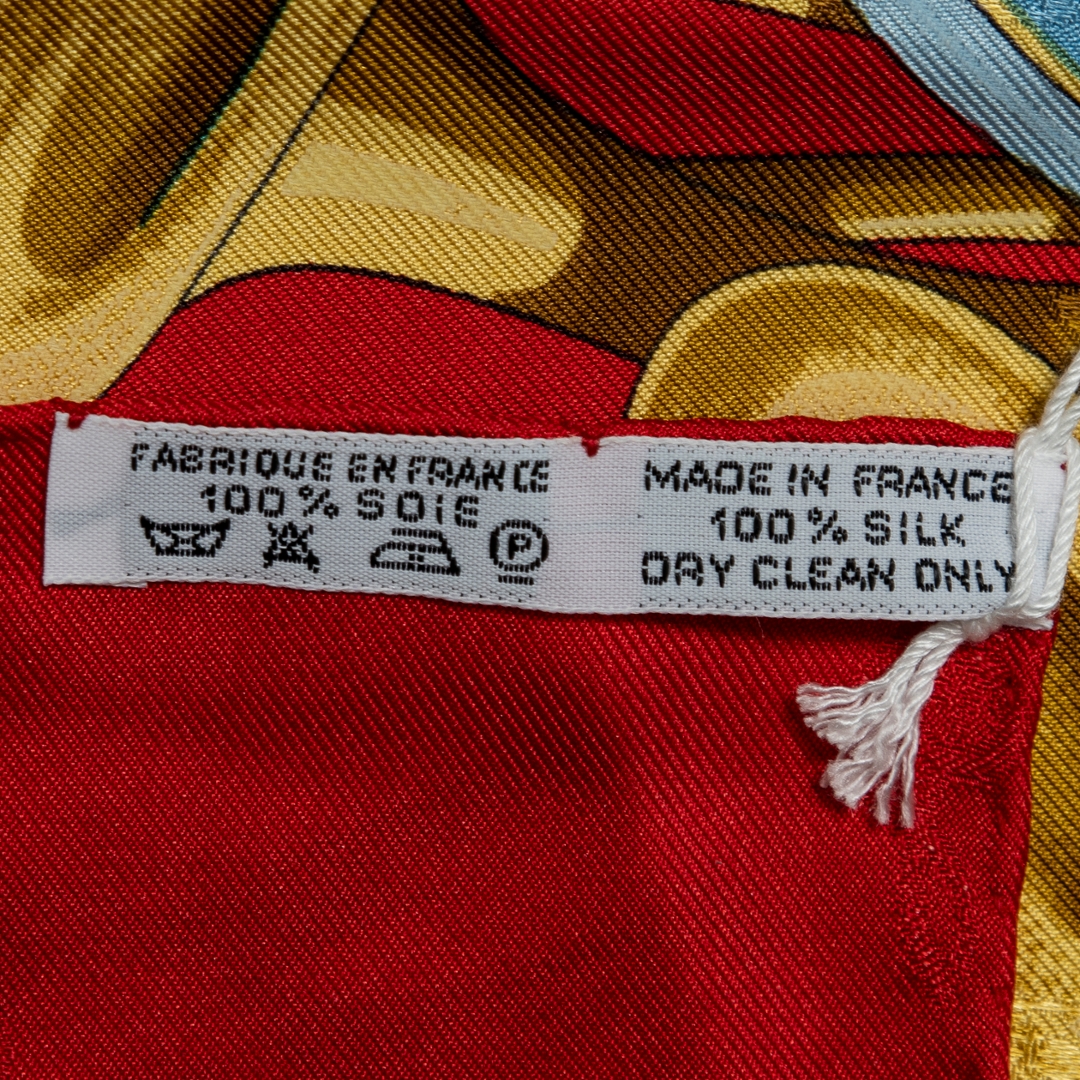 FABRIQUE EN FRANCE
100% SOIE
P
MADE IN FRANCE
100% SILK
DRY CLEAN ONLY